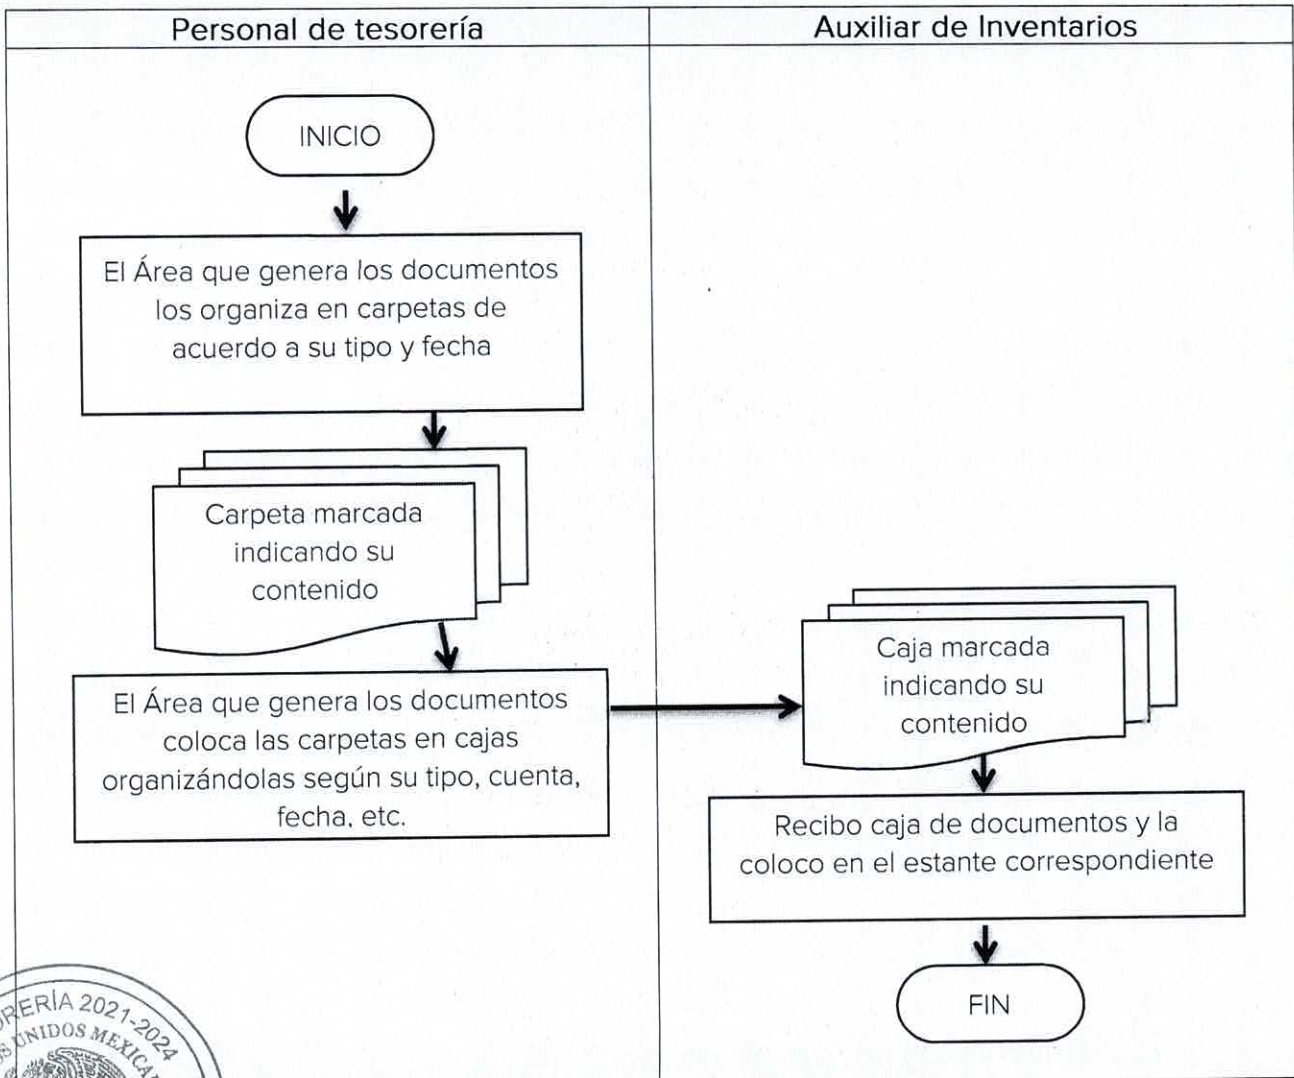 Personal de tesorería
Auxiliar de Inventarios
INICIO
El Área que genera los documentos
los organiza en carpetas de
acuerdo a su tipo y fecha
Carpeta marcada
indicando su
contenido
El Área que genera los documentos
coloca las carpetas en cajas
organizándolas según su tipo, cuenta,
fecha, etc.
Caja marcada
indicando su
contenido
Recibo caja de documentos y la
coloco en el estante correspondiente
FIN
2021-2024
UNIDOS